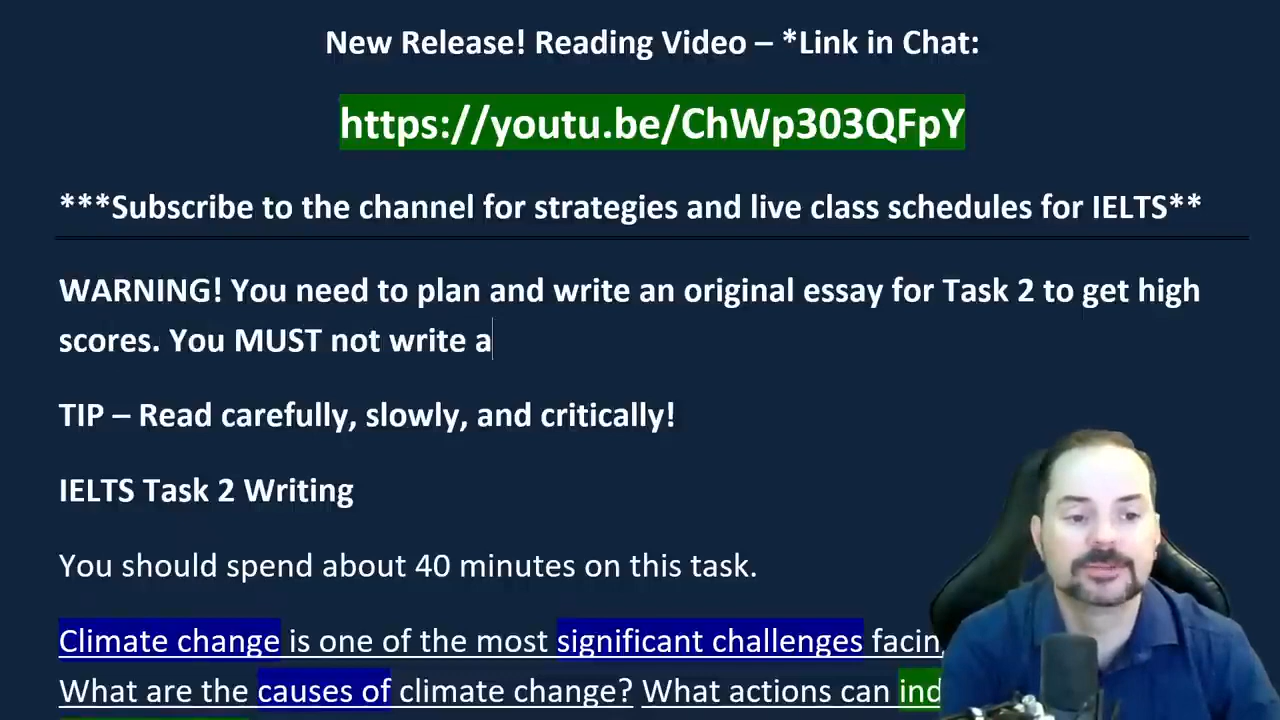 New Release! Reading Video – *Link in Chat:
https://youtu.be/ChWp303QFpY
***Subscribe to the channel for strategies and live class schedules for IELTS**
WARNING! You need to plan and write an original essay for Task 2 to get high
scores. You MUST not write a
TIP – Read carefully, slowly, and critically!
IELTS Task 2 Writing
You should spend about 40 minutes on this task.
Climate change is one of the most significant challenges
What are the causes of climate change? What actions can